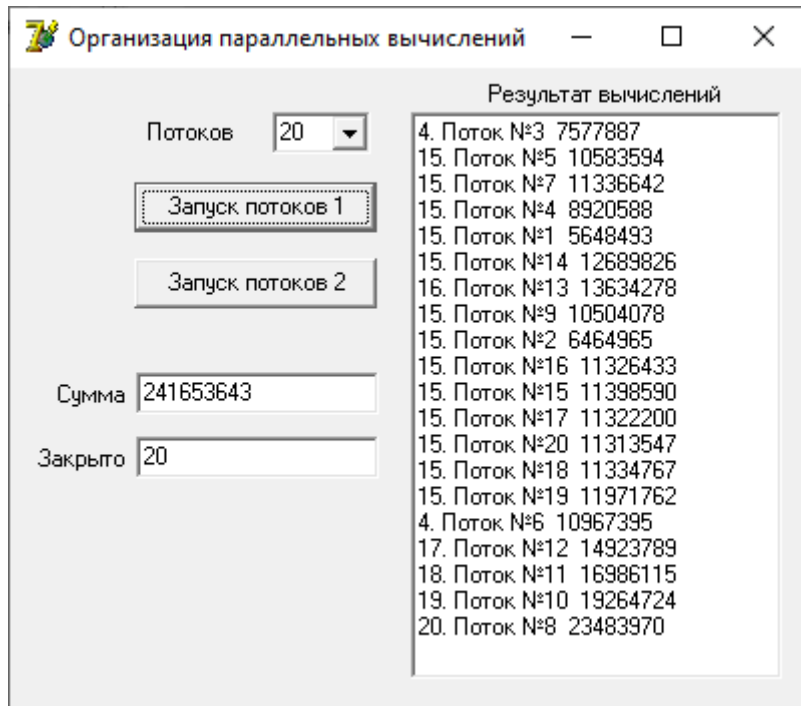 Организация параллельных вычислений
Потоков 20
Запуск потоков 1
Запуск потоков 2
Сумма 241653643
Закрыто 20
Результат вычислений
4. Поток №3 7577887
15. Поток №5 10583594
15. Поток №7 11336642
15. Поток №4 8920588
15. Поток №1 5648493
15. Поток №14 12689826
16. Поток №13 13634278
15. Поток №9 10504078
15. Поток №2 6464965
15. Поток №16 11326433
15. Поток №15 11398590
15. Поток №17 11322200
15. Поток №20 11313547
15. Поток №18 11334767
15. Поток №19 11971762
4. Поток №6 10967395
17. Поток №12 14923789
18. Поток №11 16986115
19. Поток №10 19264724
20. Поток №8 23483970